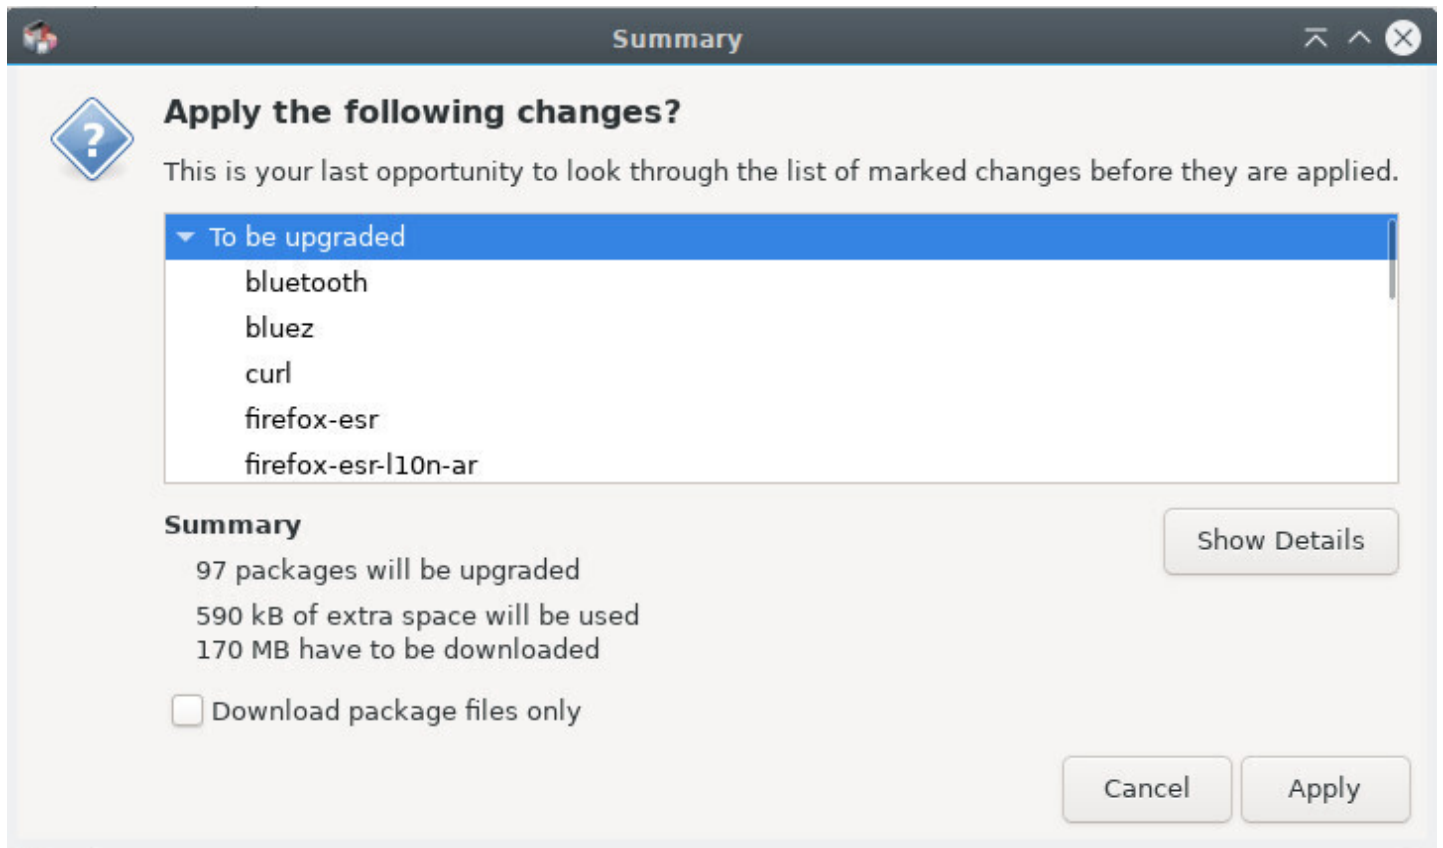 Summary
Apply the following changes?
This is your last opportunity to look through the list of marked changes before they are applied.
To be upgraded
bluetooth
bluez
curl
firefox-esr
firefox-esr-l10n-ar
Summary
Show Details
97 packages will be upgraded
590 kB of extra space will be used
170 MB have to be downloaded
Download package files only
Cancel
Apply